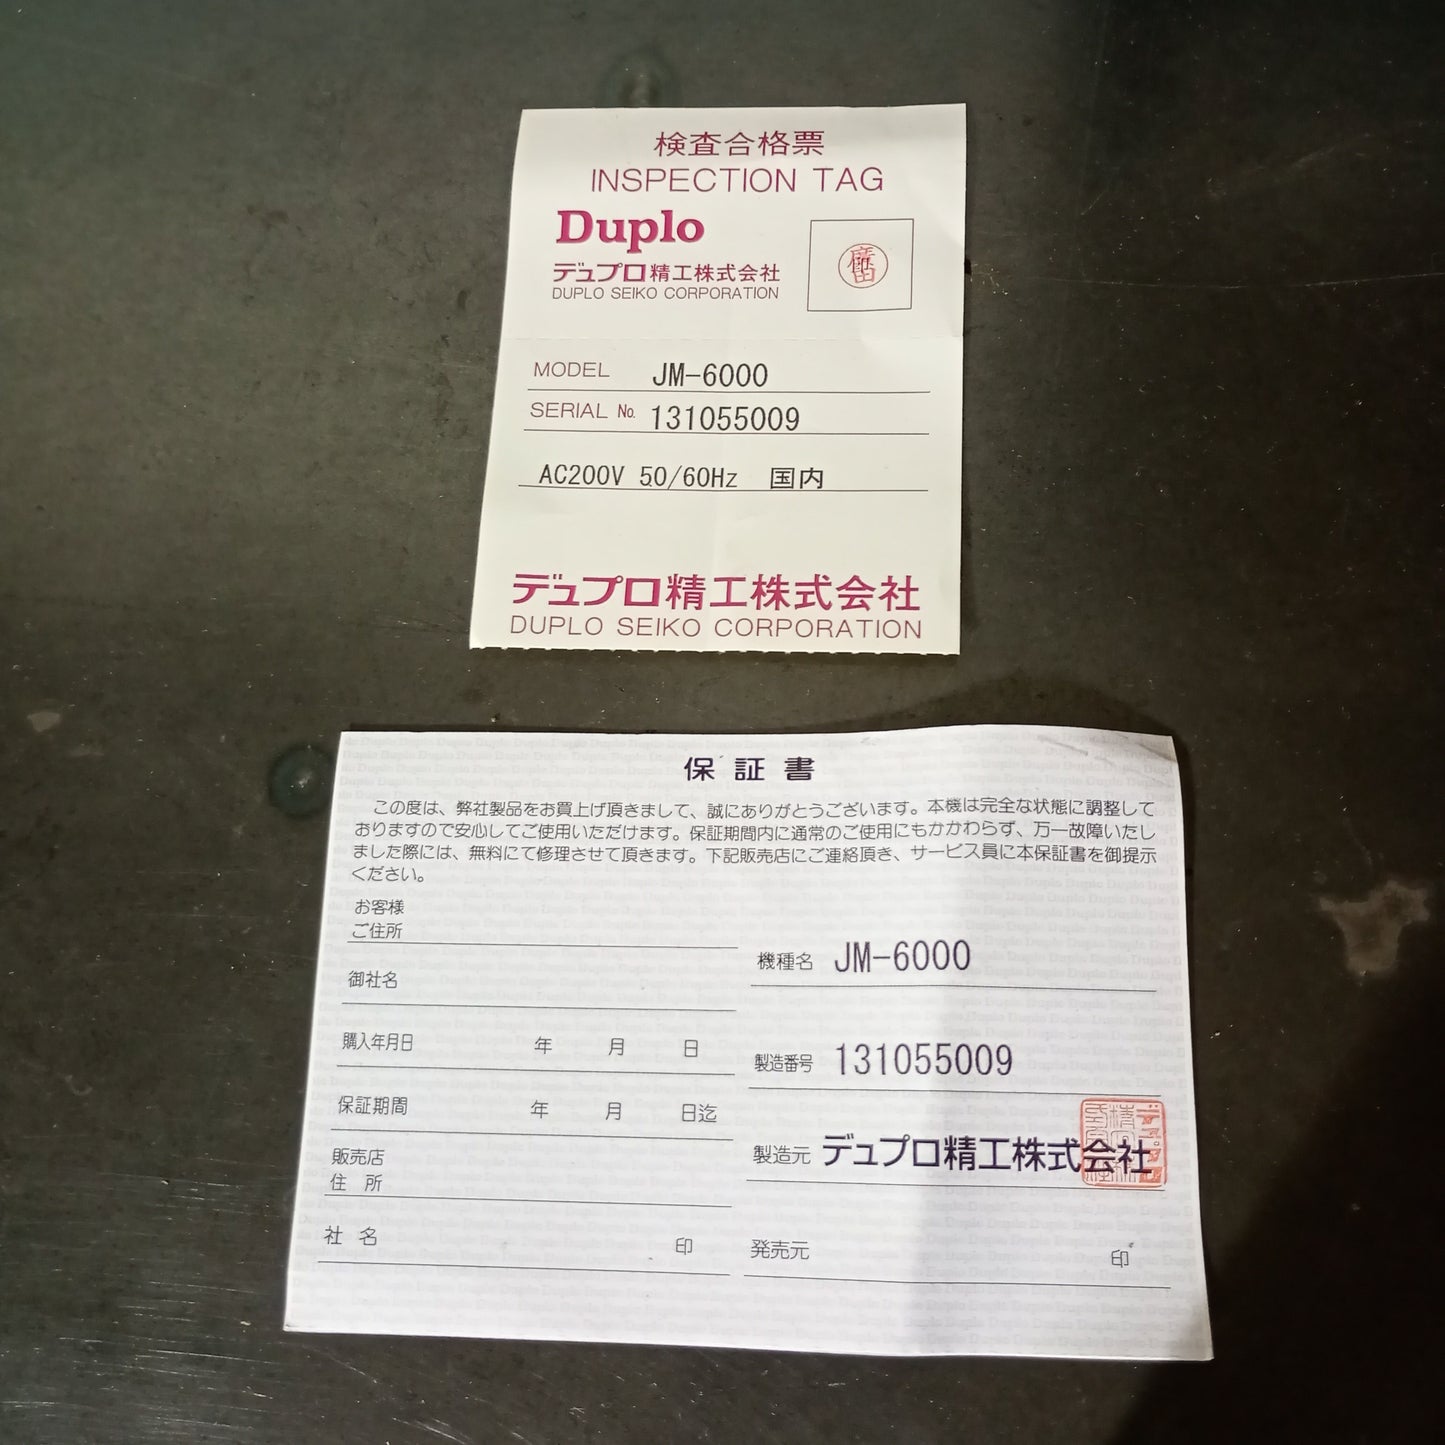 検査合格票
INSPECTION TAG
Duplo
デュプロ精工株式会社
DUPLO SEIKO CORPORATION
MODEL JM-6000
SERIAL No. 131055009
AC200V 50/60Hz 国内
デュプロ精工株式会社
DUPLO SEIKO CORPORATION
保証書
この度は、弊社製品をお買上げ頂きまして、誠にありがとうございます。本機は完全な状態に調整して
おりますので安心してご使用いただけます。保証期間内に通常のご使用にもかかわらず、万一故障いたし
ました際には、無料にて修理させて頂きます。下記販売店にご連絡頂き、サービス員に本保証書を御提示
ください。
お客様
ご住所
御社名
購入年月日 年 月 日
保証期間 年 月 日迄
販売店
住所
社名 印
機種名 JM-6000
製造番号 131055009
製造元 デュプロ精工株式会社
発売元 印